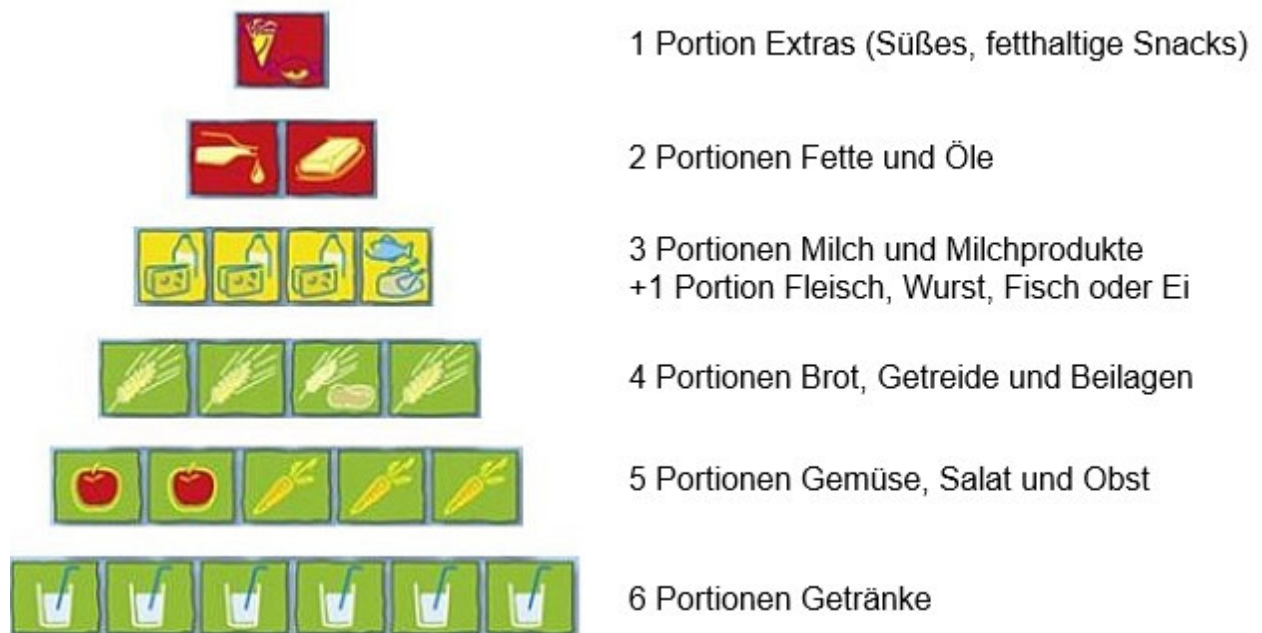 1 Portion Extras (Süßes, fetthaltige Snacks)
2 Portionen Fette und Öle
3 Portionen Milch und Milchprodukte
+1 Portion Fleisch, Wurst, Fisch oder Ei
4 Portionen Brot, Getreide und Beilagen
5 Portionen Gemüse, Salat und Obst
6 Portionen Getränke